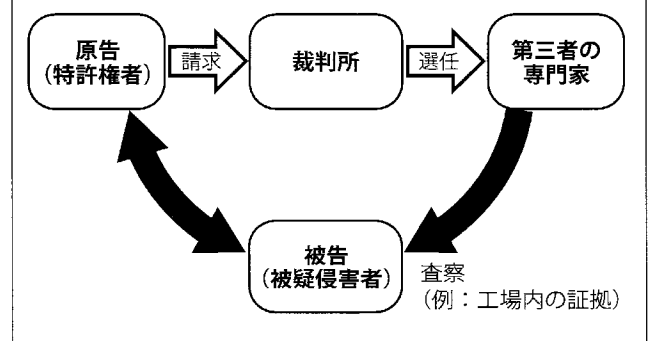 原告
(特許権者)
請求
裁判所
選任
第三者の
専門家
被告
(被疑侵害者)
査察
(例：工場内の証拠)